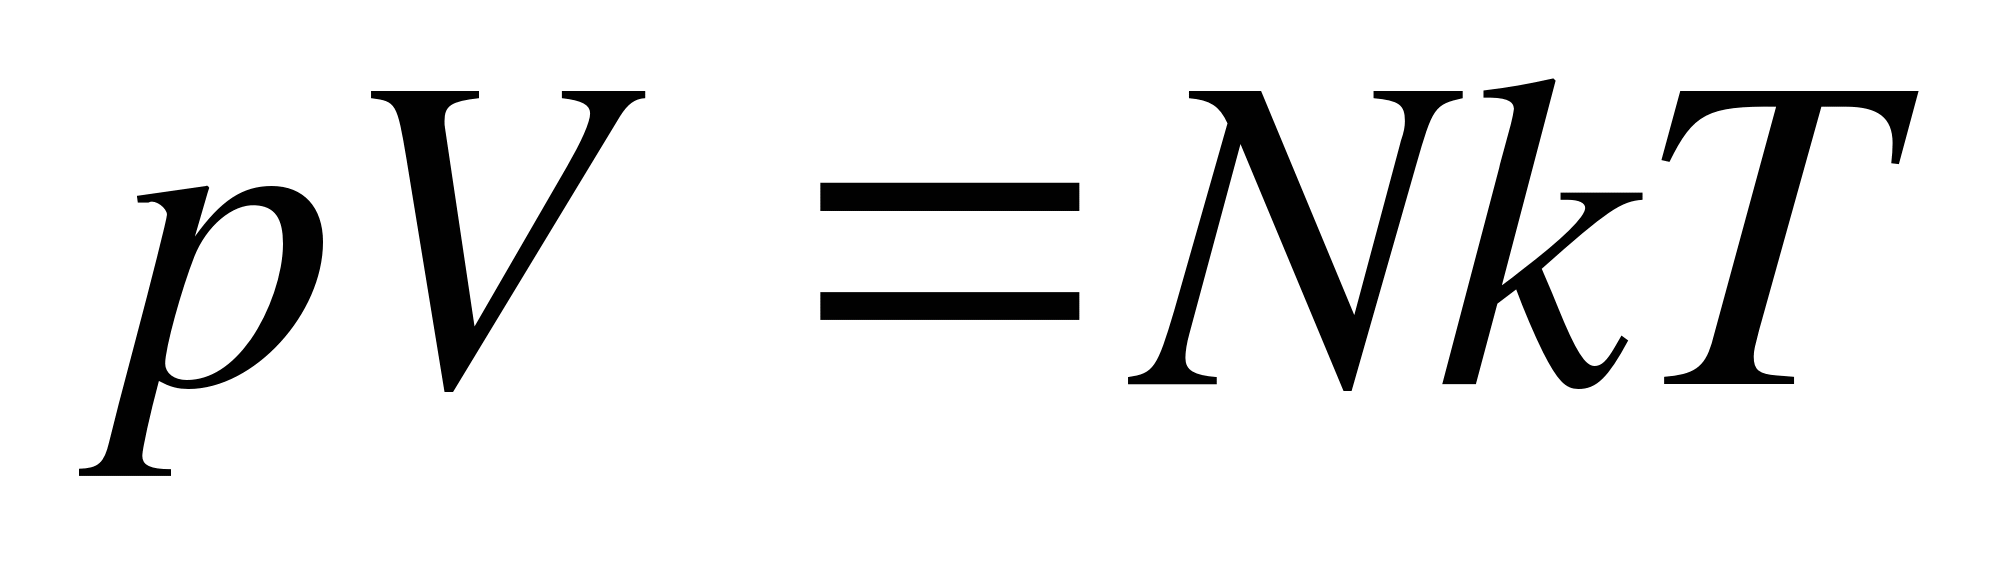 pV = NkT